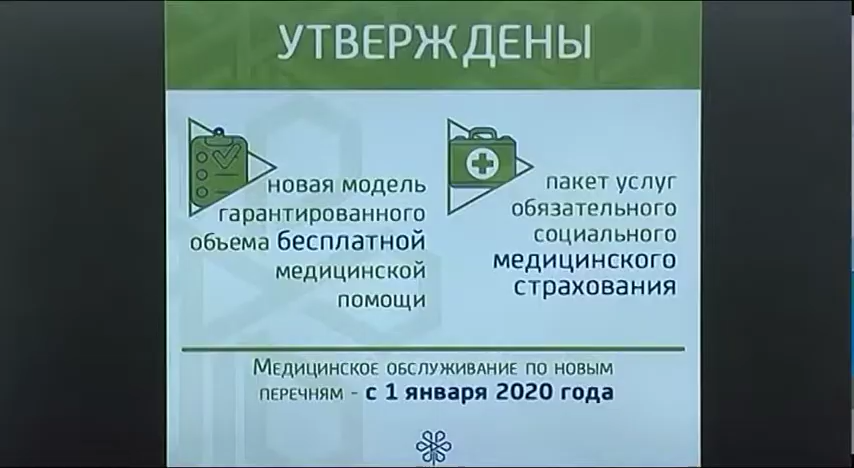 УТВЕРЖДЕНЫ
новая модель
гарантированного
объема бесплатной
медицинской
помощи
пакет услуг
обязательного
социального
медицинского
страхования
Медицинское обслуживание по новым
перечням - с 1 января 2020 года